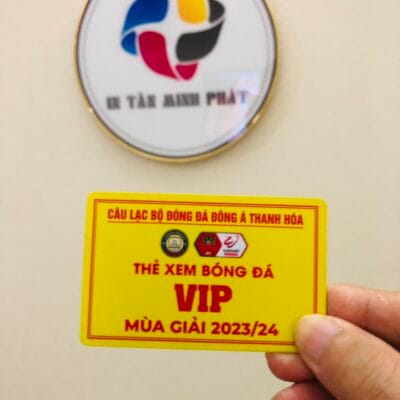 IN TÂN MINH PHÁT
CÂU LẠC BỘ BÓNG ĐÁ ĐÔNG Á THANH HÓA
THẺ XEM BÓNG ĐÁ
VIP
MÙA GIẢI 2023/24